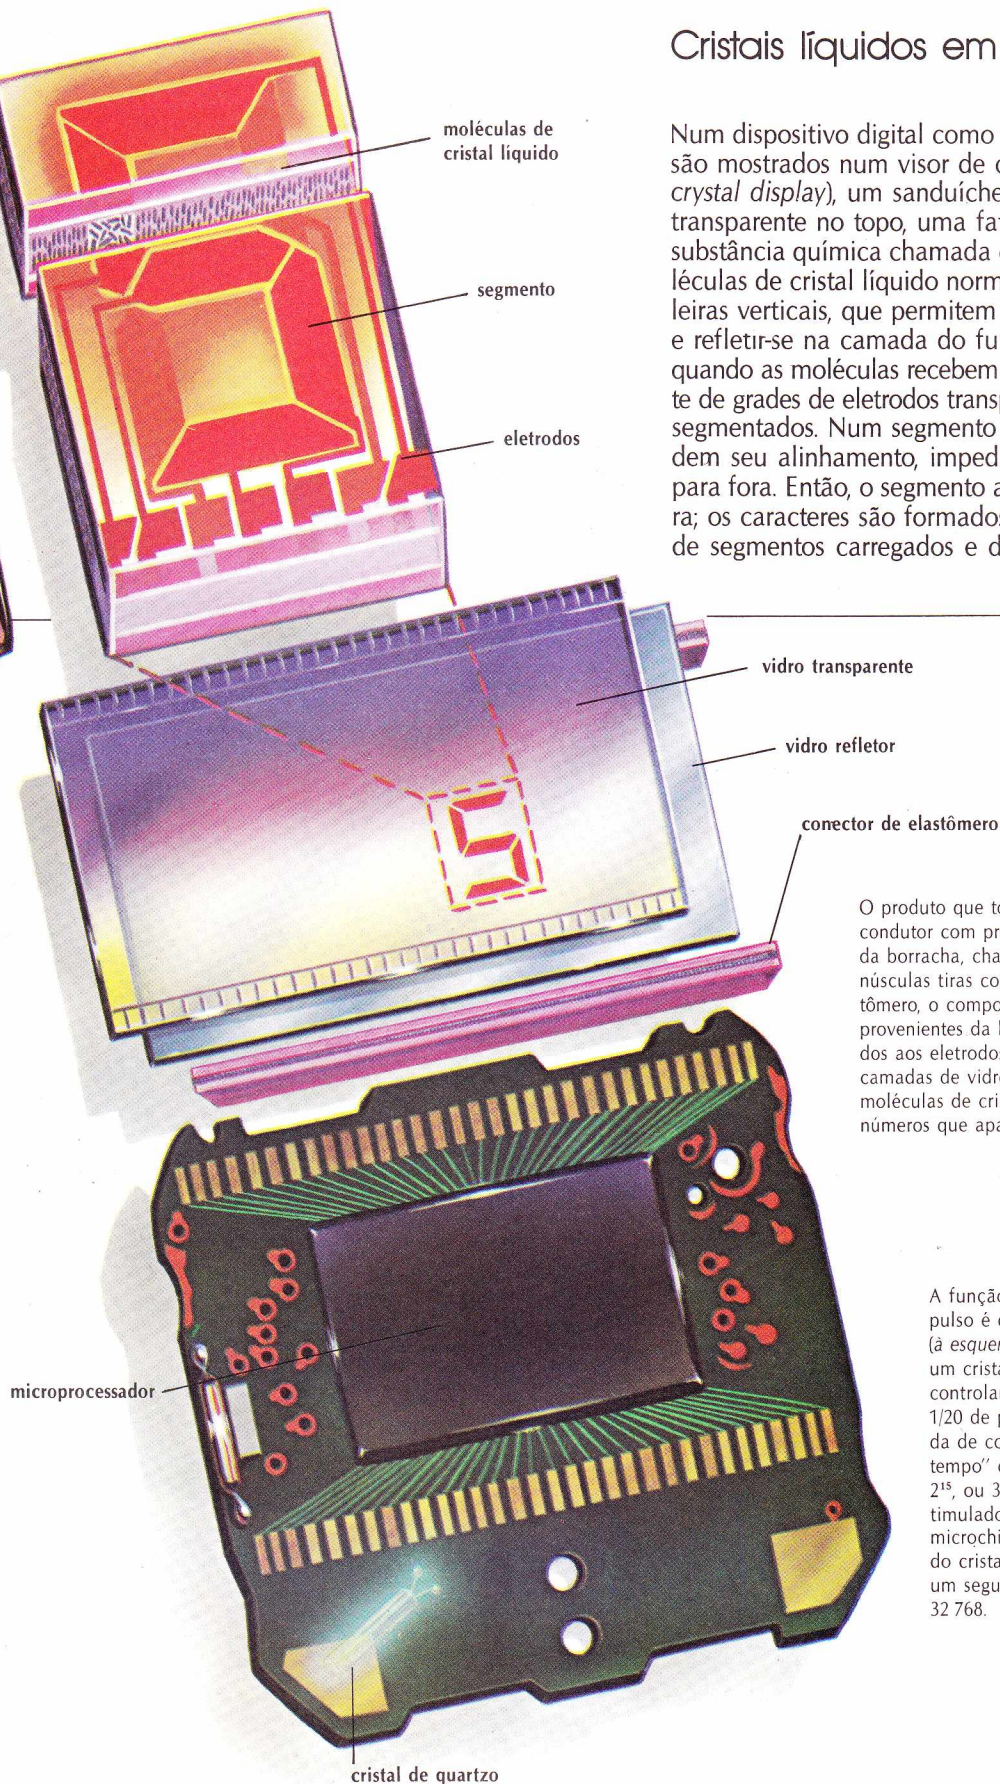 Cristais líquidos em
Num dispositivo digital como
são mostrados num visor de
crystal display), um sanduíche
transparente no topo, uma fa
substância química chamada
léculas de cristal líquido norm
leiras verticais, que permitem
e refletir-se na camada do fu
quando as moléculas recebem
te de grades de eletrodos trans
segmentados. Num segmento
dem seu alinhamento, imped
para fora. Então, o segmento a
ra; os caracteres são formados
de segmentos carregados e d
moléculas de
cristal líquido
segmento
eletrodos
vidro transparente
vidro refletor
conector de elastômero
O produto que to
condutor com pr
da borracha, cha
núsculas tiras co
tômero, o compo
provenientes da
dos aos eletrodos
camadas de vidro
moléculas de cri
números que apa
A função
pulso é
(à esquer
um crista
controlar
1/20 de p
da de co
tempo"
2¹⁵, ou 3
timulado
microchi
do crista
um segu
32 768.
microprocessador
cristal de quartzo